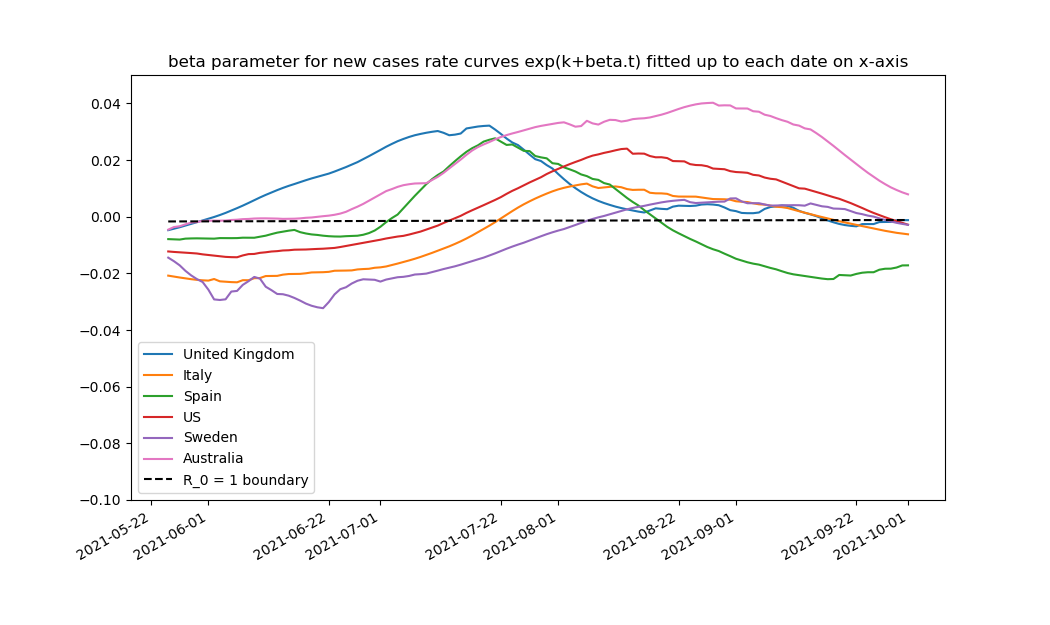 beta parameter for new cases rate curves exp(k+beta.t) fitted up to each date on x-axis
0.04
0.02
0.00
−0.02
−0.04
−0.06
−0.08
−0.10
United Kingdom
Italy
Spain
US
Sweden
Australia
R_0 = 1 boundary
2021-05-22
2021-06-01
2021-06-22
2021-07-01
2021-07-22
2021-08-01
2021-08-22
2021-09-01
2021-09-22
2021-10-01